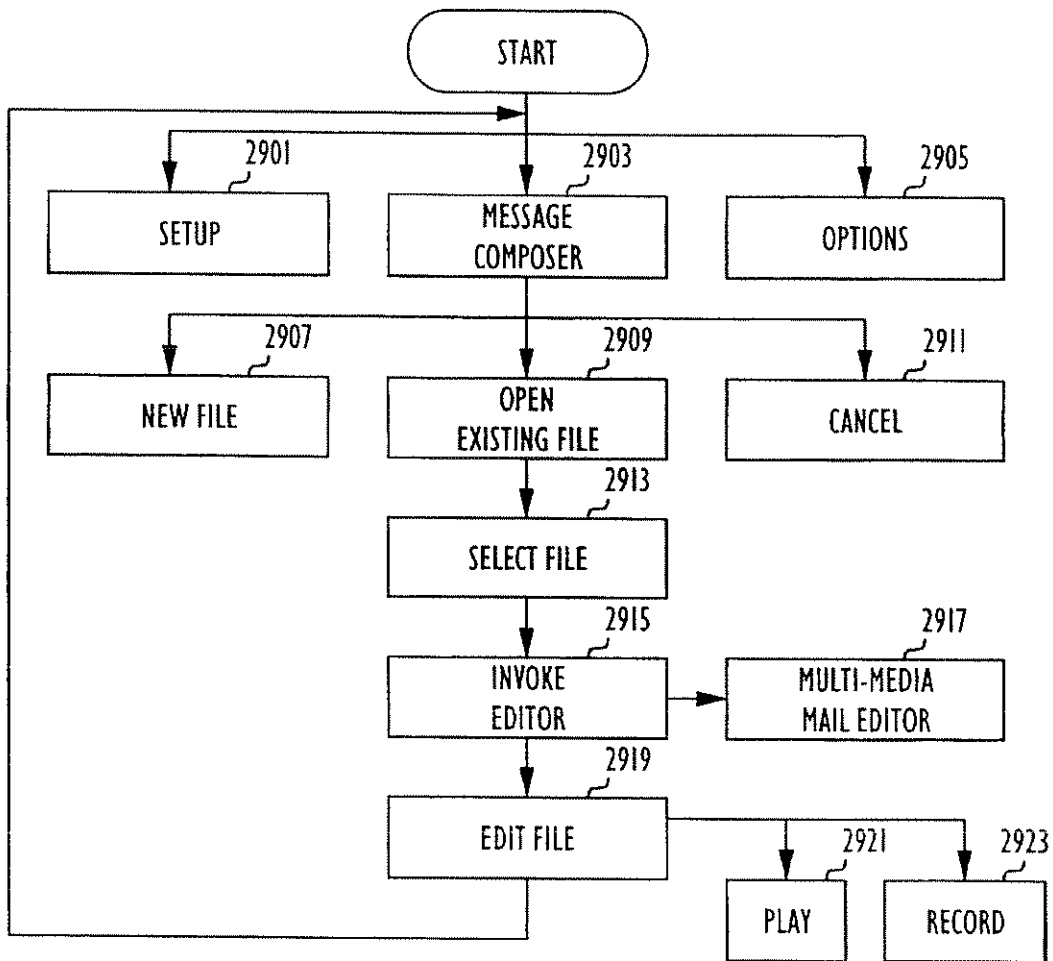 START
2901
2903
2905
SETUP
MESSAGE
COMPOSER
OPTIONS
2907
2909
2911
NEW FILE
OPEN
EXISTING FILE
CANCEL
2913
SELECT FILE
2915
2917
INVOKE
EDITOR
MULTI-MEDIA
MAIL EDITOR
2919
EDIT FILE
2921
2923
PLAY
RECORD